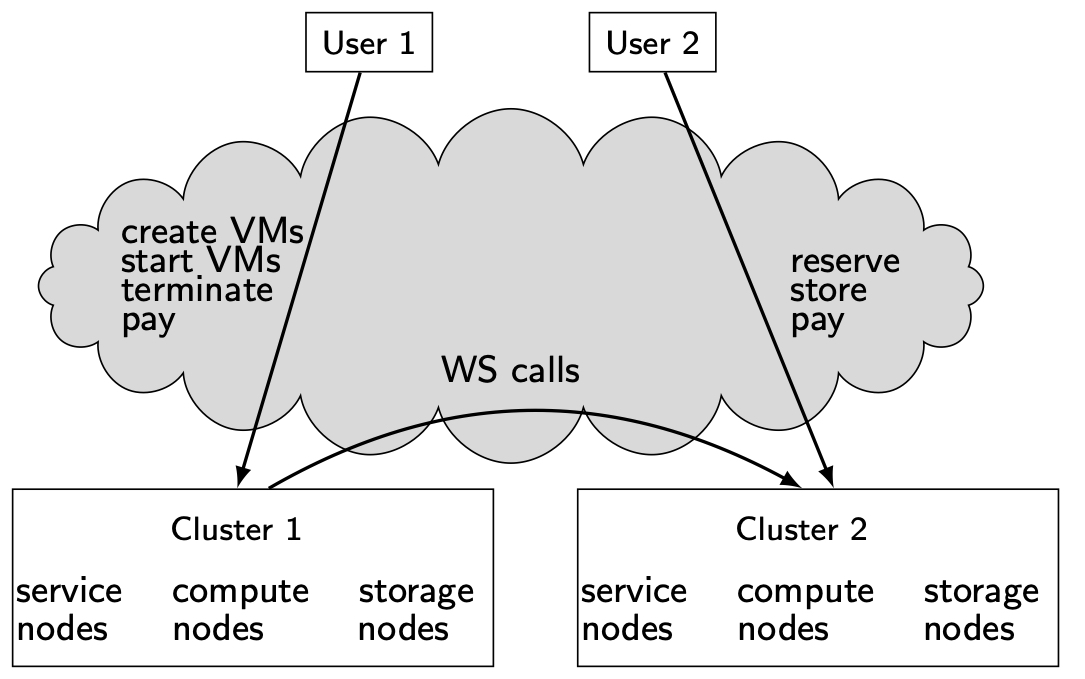 User 1
User 2
create VMs
start VMs
terminate
pay
reserve
store
pay
WS calls
Cluster 1
service
nodes
compute
nodes
storage
nodes
Cluster 2
service
nodes
compute
nodes
storage
nodes